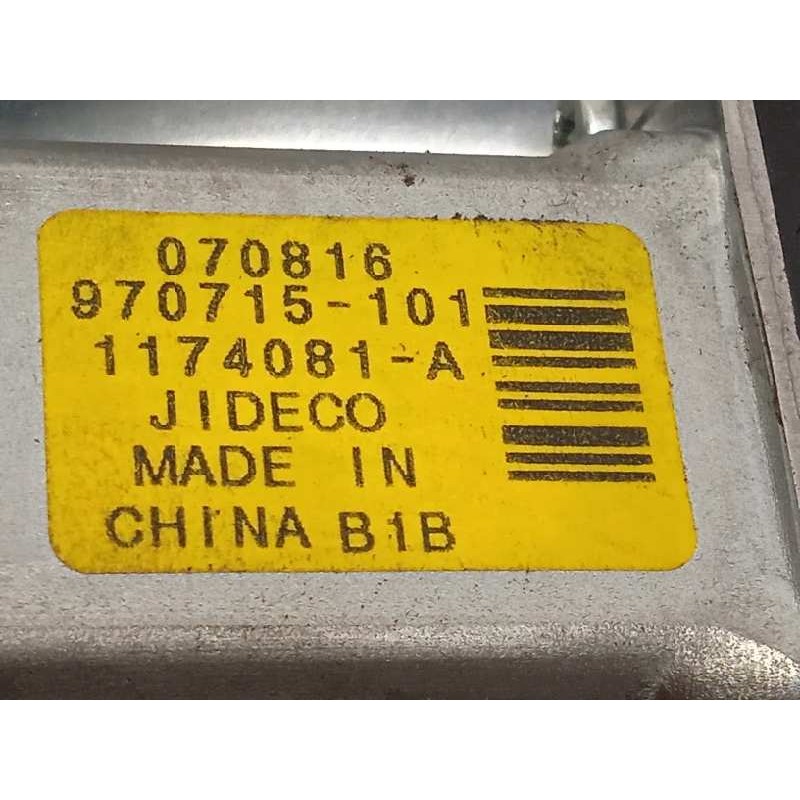 070816
970715-101
1174081-A
JIDECO
MADE IN
CHINA B1B